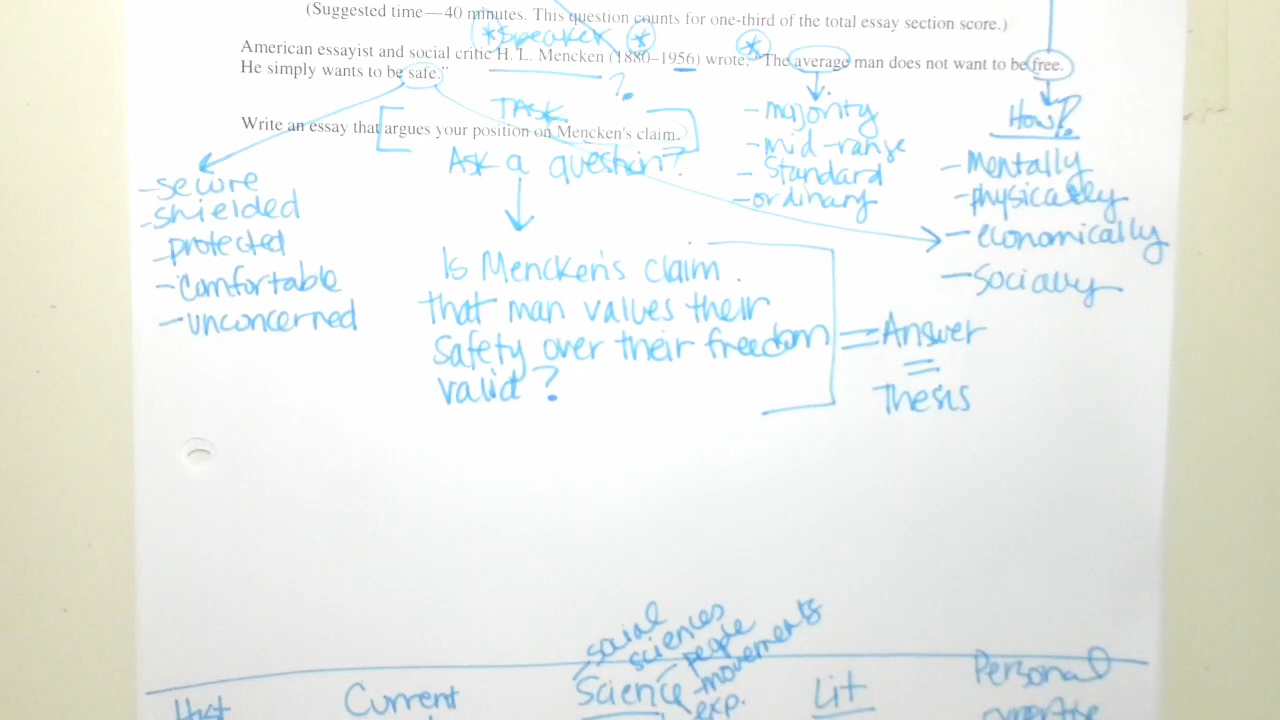 (Suggested time—40 minutes. This question counts for one-third of the total essay section score.)
*Speaker *
*
American essayist and social critic H. L. Mencken (1880–1956) wrote, "The average man does not want to be free.
He simply wants to be safe."
?
TASK
Write an essay that argues your position on Mencken's claim.
Ask a question?
- majority
- mid-range
- Standard
- ordinary
How?
- mentally
- physically
- economically
- Socially
- secure
- shielded
- protected
- comfortable
- unconcerned
Is Mencken's claim
that man values their
safety over their freedom
valid?
= Answer
=
Thesis
social
sciences
- people
- movements
- exp.
Hist
Current
Science
Lit
Personal